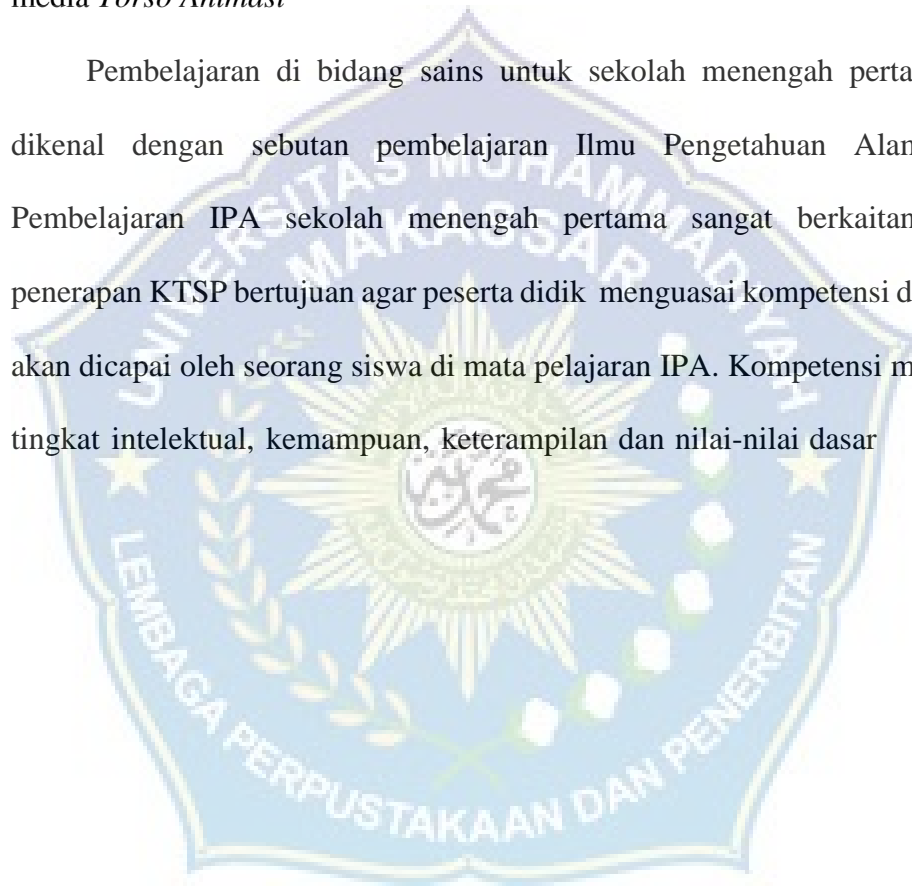 media Torso Animasi
Pembelajaran di bidang sains untuk sekolah menengah perta
dikenal dengan sebutan pembelajaran Ilmu Pengetahuan Alam
Pembelajaran IPA sekolah menengah pertama sangat berkaitan
penerapan KTSP bertujuan agar peserta didik menguasai kompetensi d
akan dicapai oleh seorang siswa di mata pelajaran IPA. Kompetensi m
tingkat intelektual, kemampuan, keterampilan dan nilai-nilai dasar
UNIVERSITAS MUHAMMADIYAH
MAKASSAR
LEMBAGA PERPUSTAKAAN DAN PENERBITAN